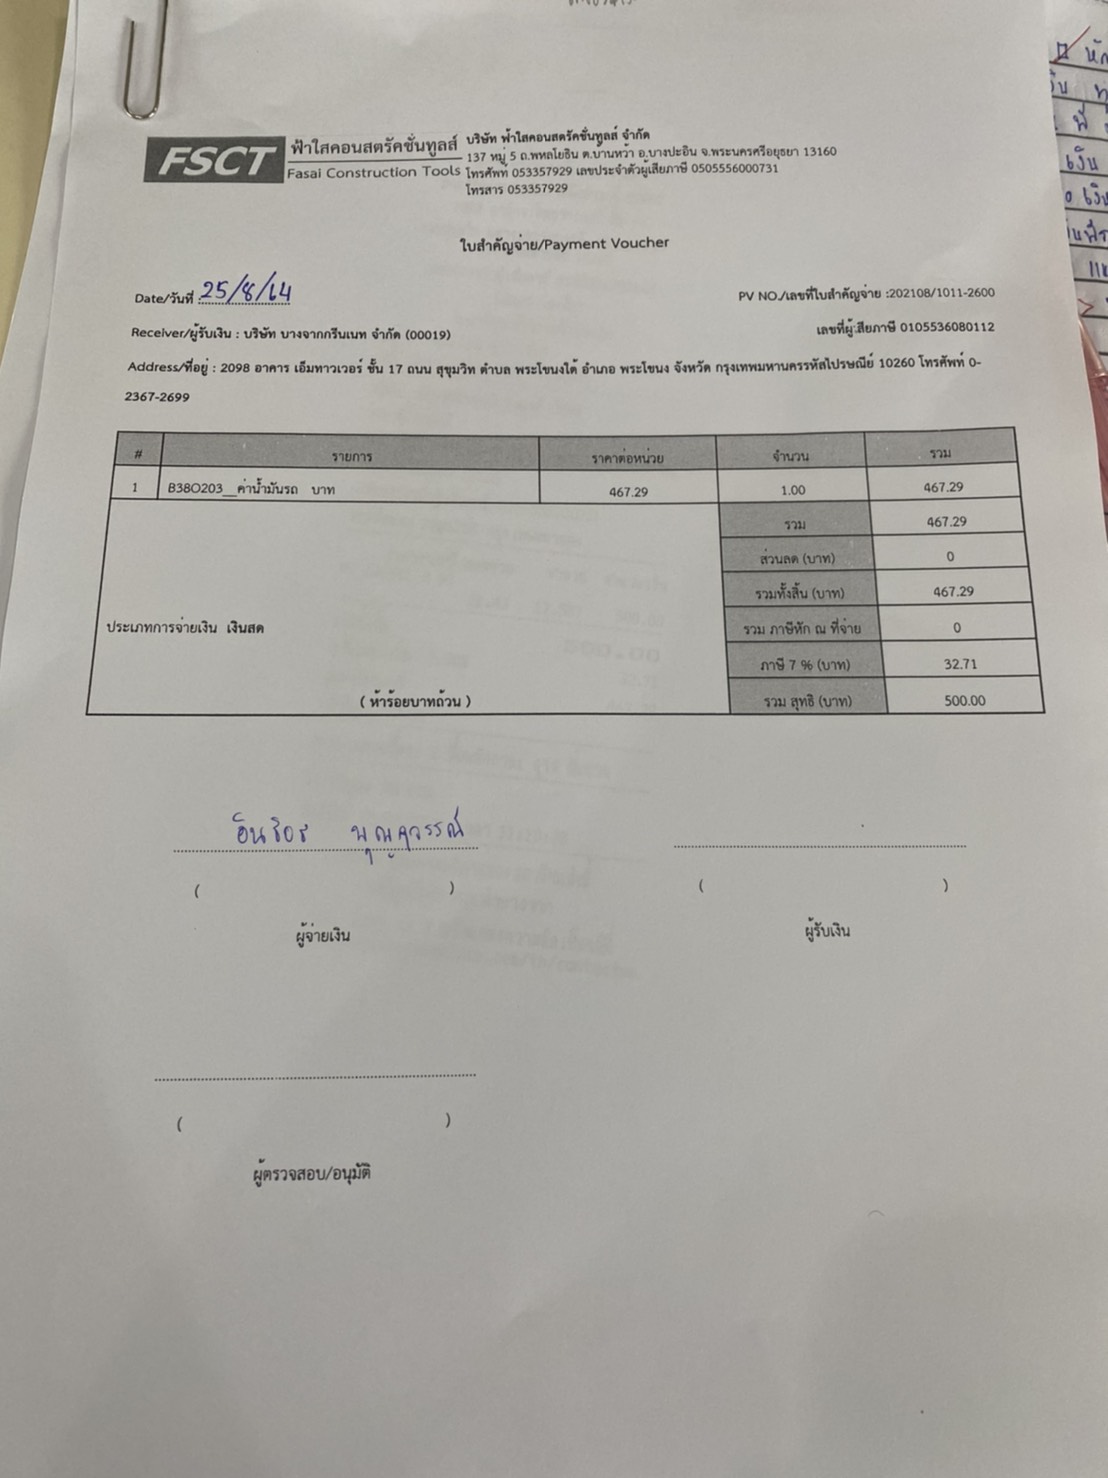 FSCT
ฟ้าใสคอนสตรัคชั่นทูลส์
Fasai Construction Tools
บริษัท ฟ้าใสคอนสตรัคชั่นทูลส์ จำกัด
137 หมู่ 5 ถ.พหลโยธิน ต.บ้านหว้า อ.บางปะอิน จ.พระนครศรีอยุธยา 13160
โทรศัพท์ 053357929 เลขประจำตัวผู้เสียภาษี 0505556000731
โทรสาร 053357929
ใบสำคัญจ่าย/Payment Voucher
Date/วันที่ 25/8/64
PV NO./เลขที่ใบสำคัญจ่าย :202108/1011-2600
Receiver/ผู้รับเงิน : บริษัท บางจากกรีนเนท จำกัด (00019)
เลขที่ผู้เสียภาษี 0105536080112
Address/ที่อยู่ : 2098 อาคาร เอ็มทาวเวอร์ ชั้น 17 ถนน สุขุมวิท ตำบล พระโขนงใต้ อำเภอ พระโขนง จังหวัด กรุงเทพมหานครรหัสไปรษณีย์ 10260 โทรศัพท์ 0-
2367-2699
# รายการ ราคาต่อหน่วย จำนวน รวม
1 B38O203__ค่าน้ำมันรถ บาท 467.29 1.00 467.29
รวม 467.29
ส่วนลด (บาท) 0
รวมทั้งสิ้น (บาท) 467.29
ประเภทการจ่ายเงิน เงินสด
รวม ภาษีหัก ณ ที่จ่าย 0
ภาษี 7 % (บาท) 32.71
( ห้าร้อยบาทถ้วน )
รวม สุทธิ (บาท) 500.00
( )
( )
ผู้จ่ายเงิน
ผู้รับเงิน
( )
ผู้ตรวจสอบ/อนุมัติ